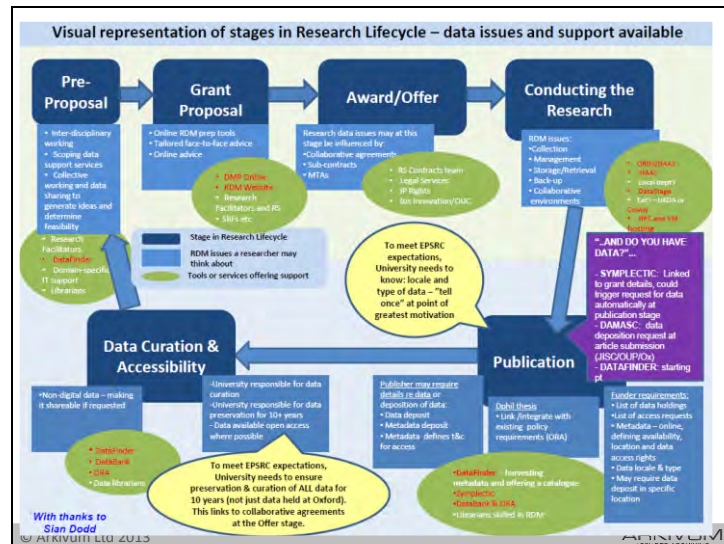 Visual representation of stages in Research Lifecycle – data issues and support available
Pre-
Proposal
Grant
Proposal
Award/Offer
Conducting the
Research
• Inter-disciplinary
working
• Scoping data
support services
• Collective
working and data
sharing to
generate ideas and
determine
feasibility
• Research
Facilitators
• DataFinder
• Domain-specific
IT support
• Librarians
• Online RDM prep tools
• Tailored face-to-face advice
• Online advice
• DMP Online
• RDM Website
• Research
Facilitators and RS
• SRFs etc
Research data issues may at this
stage be influenced by:
•Collaborative agreements
• Sub-contracts
• MTAs
• RS Contracts team
• Legal Services
• IP Rights
• Isis Innovation/OUC
RDM issues:
•Collection
• Management
• Storage/Retrieval
• Back-up
• Collaborative
environments
• DataStage
Stage in Research Lifecycle
RDM issues a researcher may
think about
Tools or services offering support
To meet EPSRC
expectations,
University needs to
know: locale and
type of data – "tell
once" at point of
greatest motivation
"..AND DO YOU HAVE
DATA?"...
- SYMPLECTIC: Linked
to grant details, could
trigger request for data
automatically at
publication stage
- DAMASC: data
deposition request at
article submission
(JISC/OUP/Ox)
- DATAFINDER: starting
pt
Data Curation &
Accessibility
Publication
•Non-digital data – making
it shareable if requested
-University responsible for data
curation
-University responsible for data
preservation for 10+ years
- Data available open access
where possible
• DataFinder
• DataBank
• ORA
• Data librarians
To meet EPSRC expectations,
University needs to ensure
preservation & curation of ALL data for
10 years (not just data held at Oxford).
This links to collaborative agreements
at the Offer stage.
Publisher may require
details re data or
deposition of data:
• Data deposit
• Metadata deposit
• Metadata defines t&c
for access
Dphil thesis
• Link /integrate with
existing policy
requirements (ORA)
Funder requirements:
• List of data holdings
• List of access requests
• Metadata – online,
defining availability,
location and data
access rights
• Data locale & type
• May require data
deposit in specific
location
•DataFinder – harvesting
metadata and offering a catalogue
•Symplectic
•Databank & ORA
•Librarians skilled in RDM
With thanks to
Sian Dodd
© Arkivum Ltd 2013
ARKIVUM